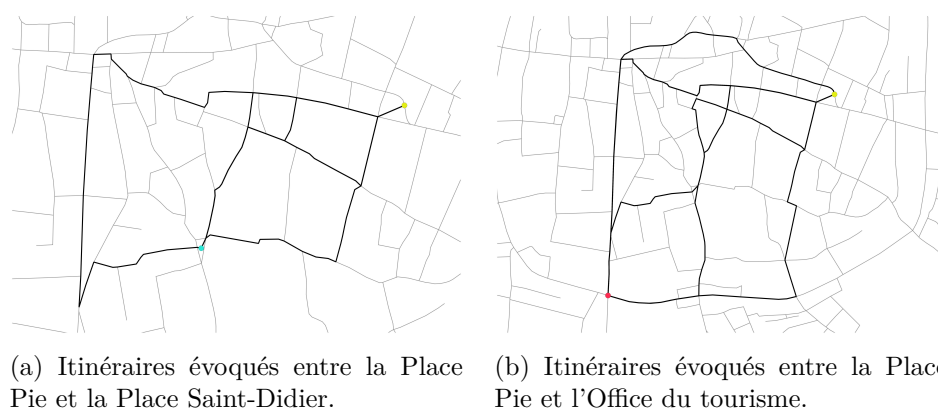 (a) Itinéraires évoqués entre la Place
Pie et la Place Saint-Didier.
(b) Itinéraires évoqués entre la Place
Pie et l'Office du tourisme.